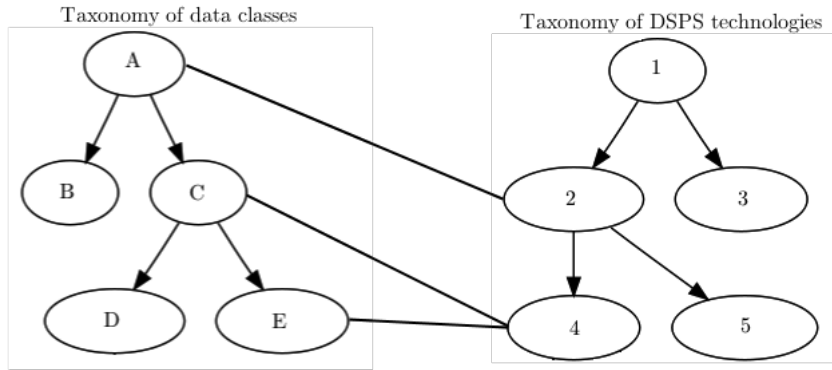 Taxonomy of data classes
A
B
C
D
E
Taxonomy of DSPS technologies
1
2
3
4
5